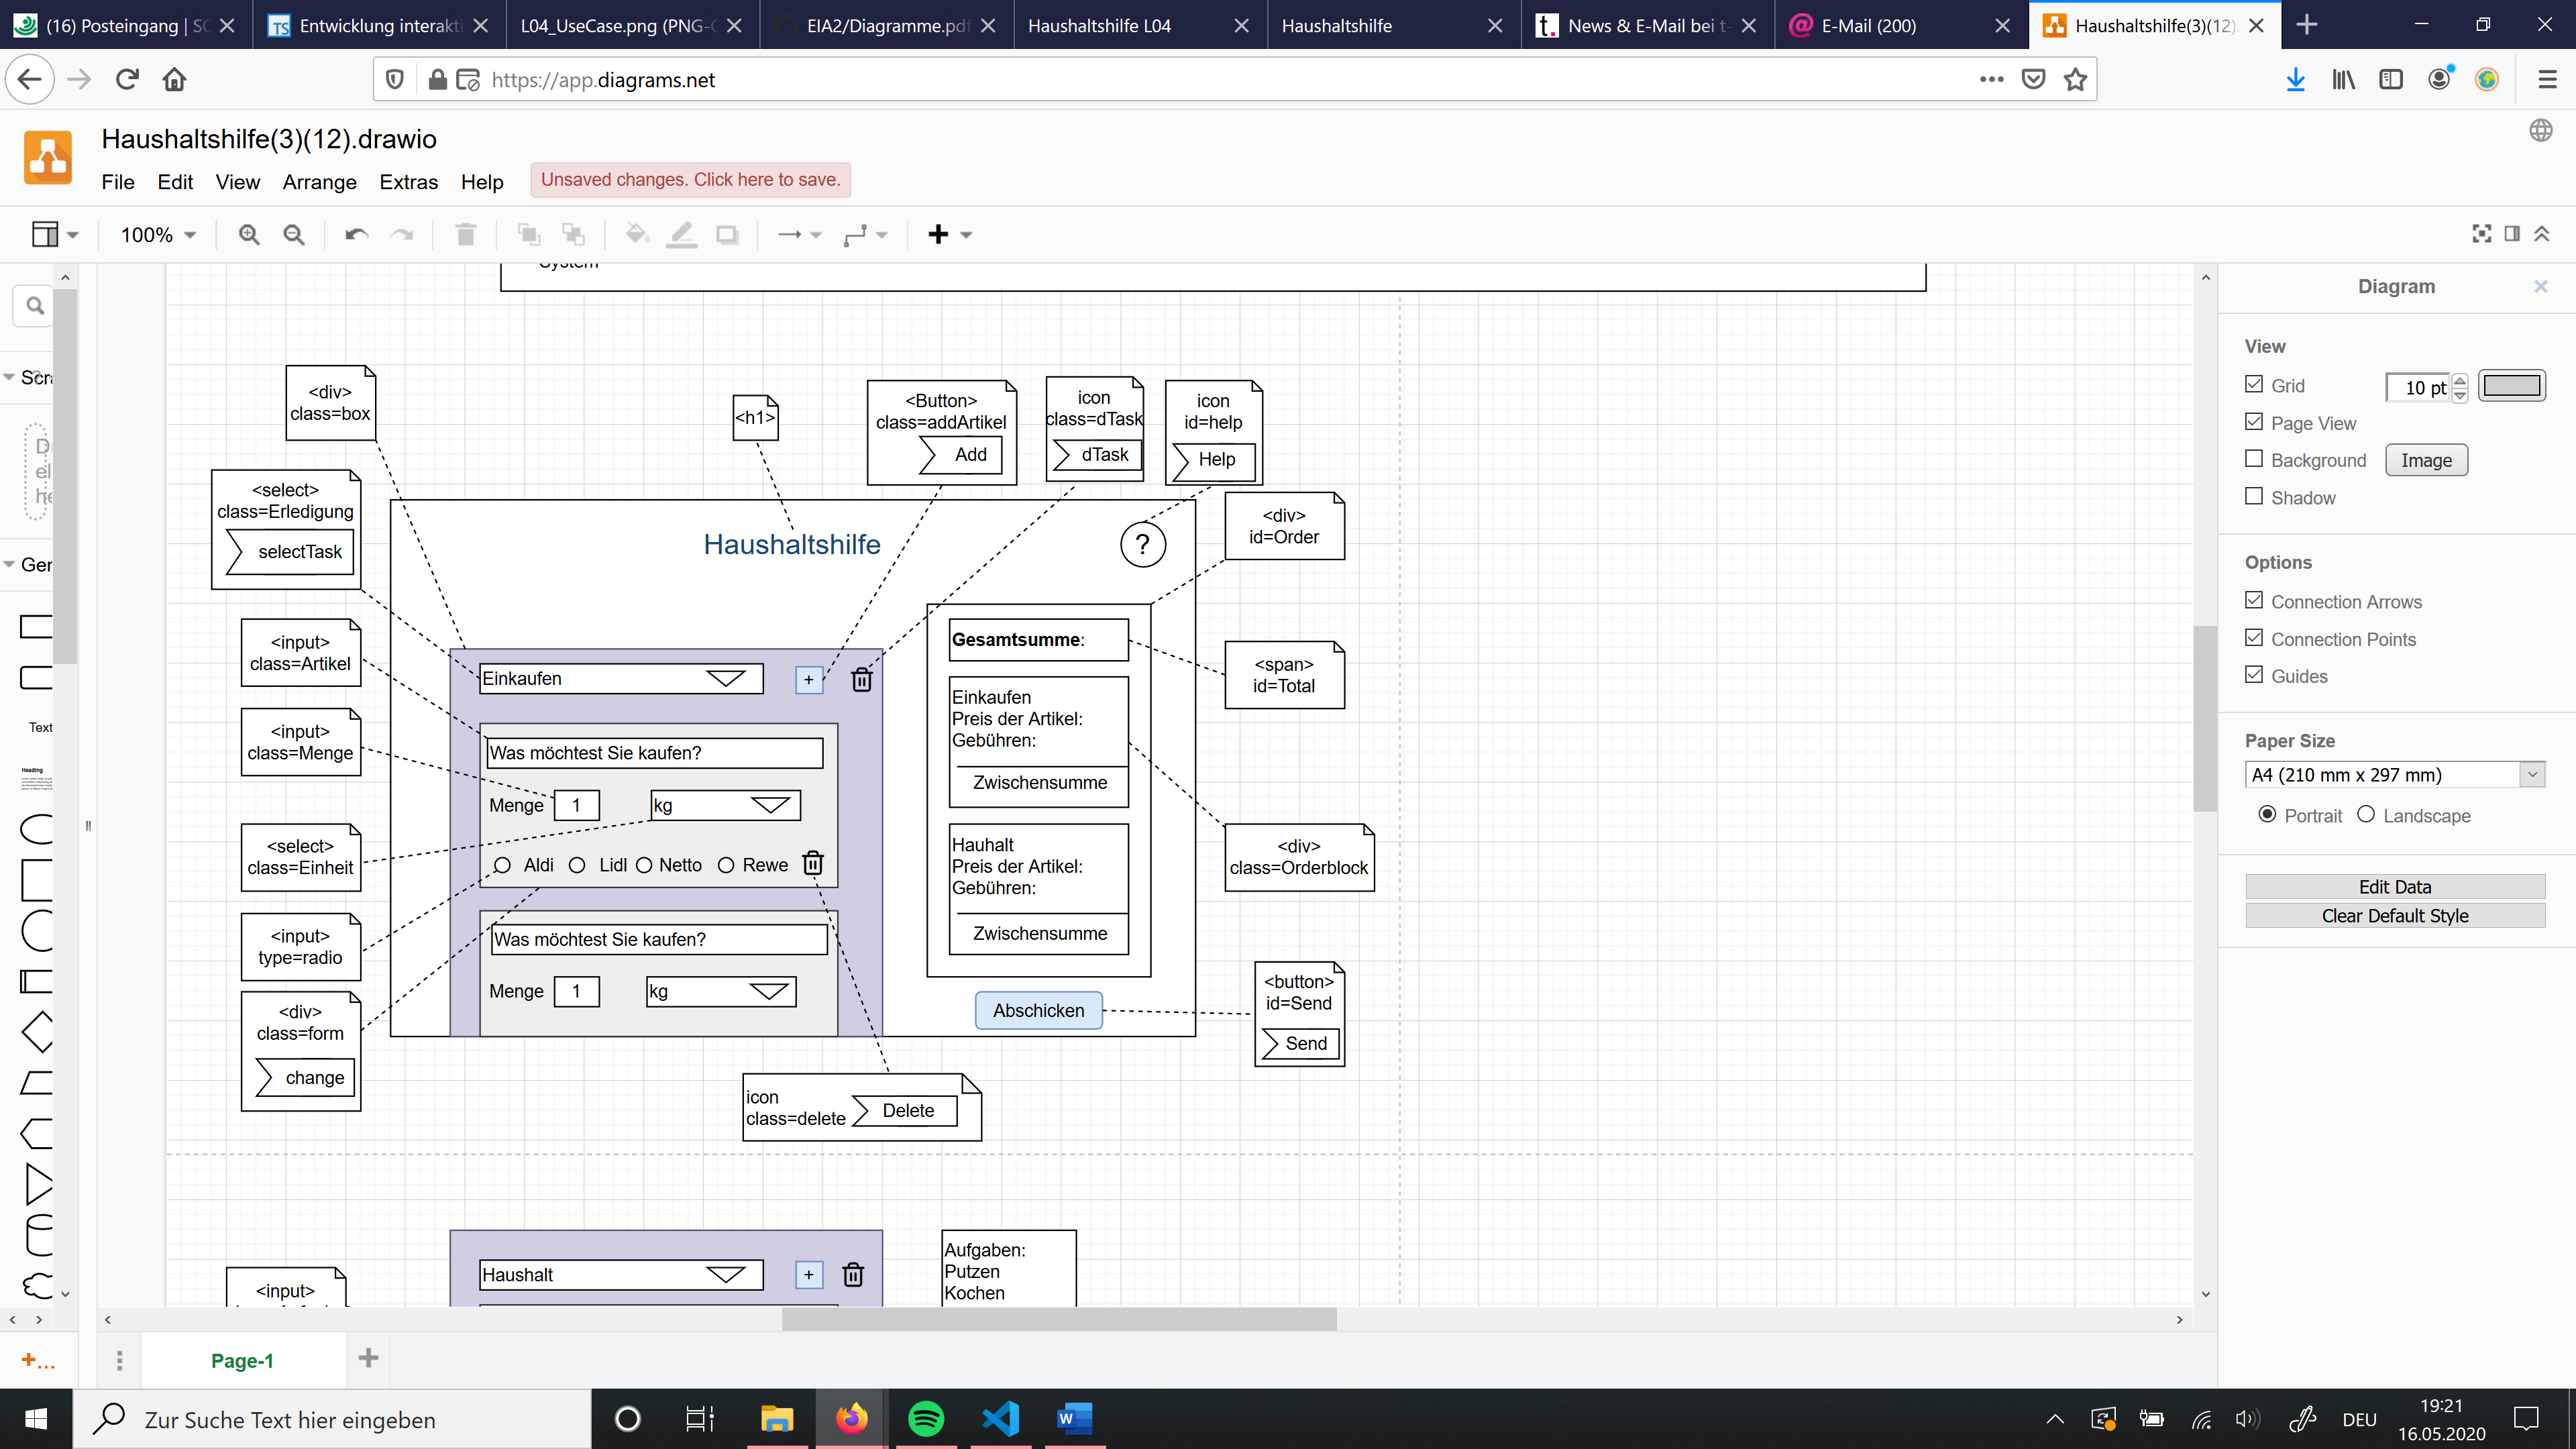 (16) Posteingang | SO
Entwicklung interakti
L04_UseCase.png (PNG-G
EIA2/Diagramme.pdf
Haushaltshilfe L04
Haushaltshilfe
News & E-Mail bei t-
E-Mail (200)
Haushaltshilfe(3)(12).
https://app.diagrams.net
Haushaltshilfe(3)(12).drawio
File Edit View Arrange Extras Help
Unsaved changes. Click here to save.
100%
System
Diagram
View
Grid 10 pt
Page View
Background Image
Shadow
Options
Connection Arrows
Connection Points
Guides
Paper Size
A4 (210 mm x 297 mm)
Portrait Landscape
Edit Data
Clear Default Style
Scra
Ger
Text
Heading
<div>
class=box
<h1>
<Button>
class=addArtikel
Add
icon
class=dTask
dTask
icon
id=help
Help
<select>
class=Erledigung
selectTask
<div>
id=Order
Haushaltshilfe
?
<input>
class=Artikel
Einkaufen
+
Gesamtsumme:
<span>
id=Total
<input>
class=Menge
Was möchtest Sie kaufen?
Menge 1 kg
Einkaufen
Preis der Artikel:
Gebühren:
Zwischensumme
<select>
class=Einheit
Aldi Lidl Netto Rewe
Hauhalt
Preis der Artikel:
Gebühren:
Zwischensumme
<div>
class=Orderblock
<input>
type=radio
Was möchtest Sie kaufen?
Menge 1 kg
<div>
class=form
change
Abschicken
<button>
id=Send
Send
icon
class=delete
Delete
Haushalt
+
Aufgaben:
Putzen
Kochen
<input>
Page-1
Zur Suche Text hier eingeben
DEU
19:21
16.05.2020